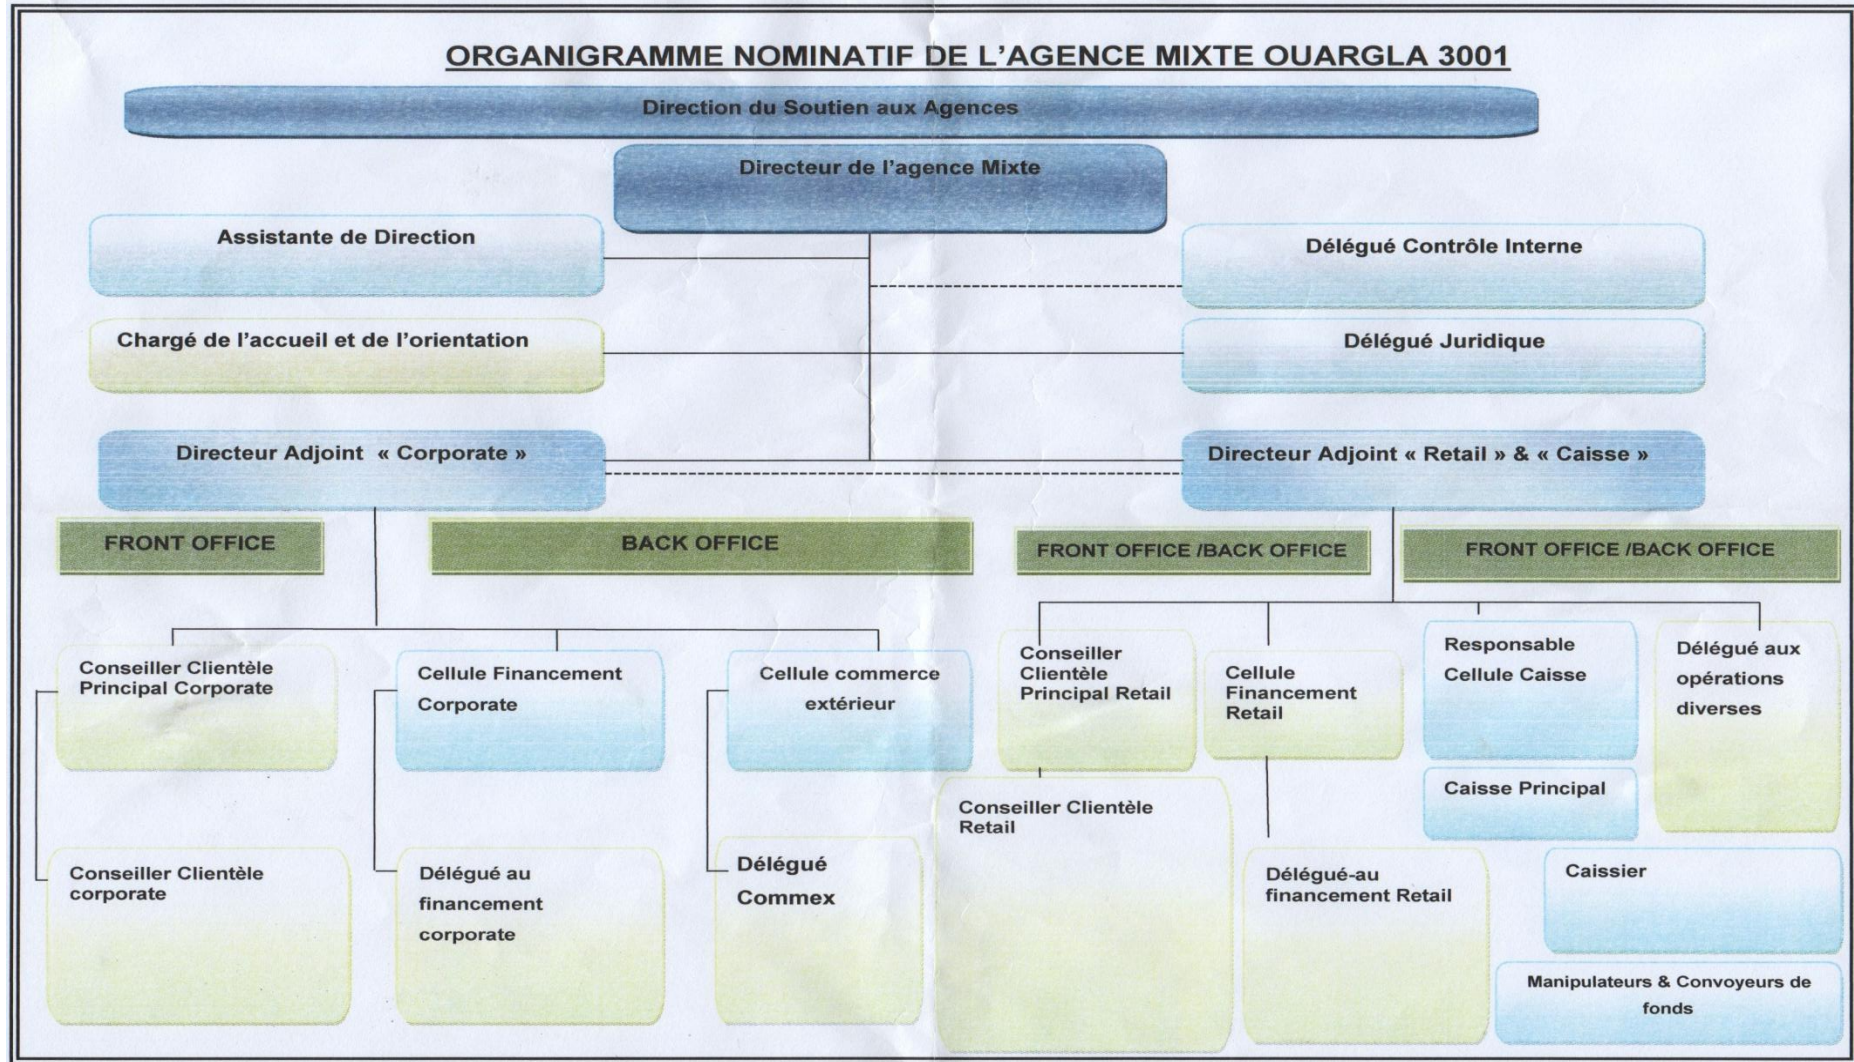 ORGANIGRAMME NOMINATIF DE L'AGENCE MIXTE OUARGLA 3001
Direction du Soutien aux Agences
Directeur de l'agence Mixte
Assistante de Direction
Délégué Contrôle Interne
Chargé de l'accueil et de l'orientation
Délégué Juridique
Directeur Adjoint « Corporate »
Directeur Adjoint « Retail » & « Caisse »
FRONT OFFICE
BACK OFFICE
FRONT OFFICE /BACK OFFICE
FRONT OFFICE /BACK OFFICE
Conseiller Clientèle
Principal Corporate
Cellule Financement
Corporate
Cellule commerce
extérieur
Conseiller
Clientèle
Principal Retail
Cellule
Financement
Retail
Responsable
Cellule Caisse
Délégué aux
opérations
diverses
Caisse Principal
Conseiller Clientèle
corporate
Délégué au
financement
corporate
Délégué
Commex
Conseiller Clientèle
Retail
Délégué-au
financement Retail
Caissier
Manipulateurs & Convoyeurs de
fonds